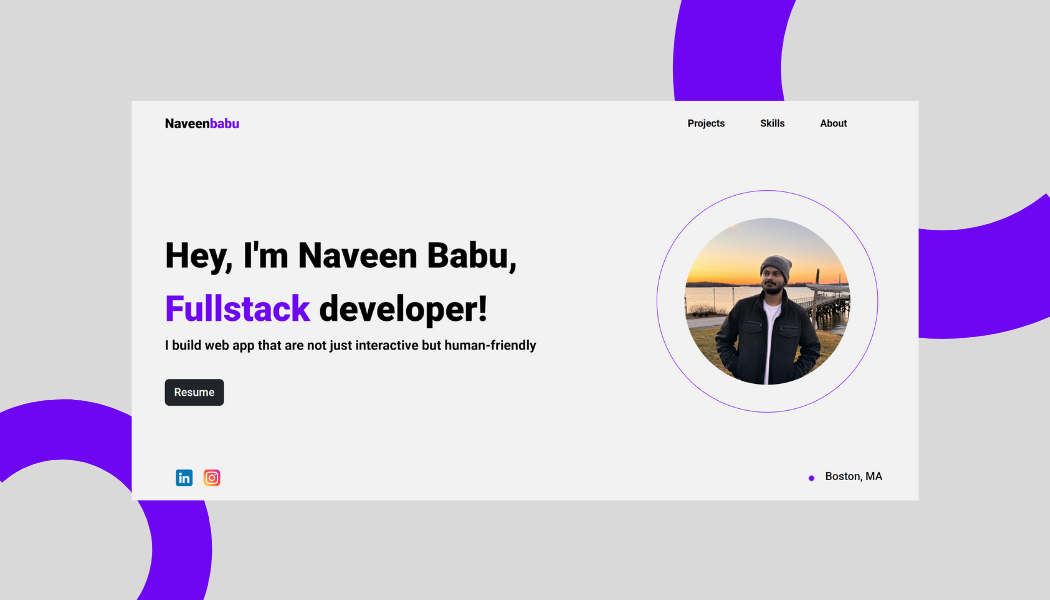 Naveenbabu
Projects Skills About
Hey, I'm Naveen Babu,
Fullstack developer!
I build web app that are not just interactive but human-friendly
Resume
in
Boston, MA